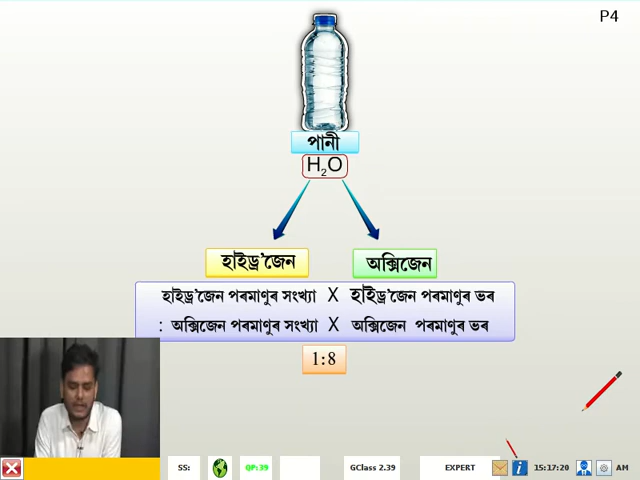 P4
পানী
H₂O
হাইড্ৰ'জেন
অক্সিজেন
হাইড্ৰ'জেন পৰমাণুৰ সংখ্যা X হাইড্ৰ'জেন পৰমাণুৰ ভৰ
: অক্সিজেন পৰমাণুৰ সংখ্যা X অক্সিজেন পৰমাণুৰ ভৰ
1:8
SS: QP:39 GClass 2.39 EXPERT 15:17:20 AM